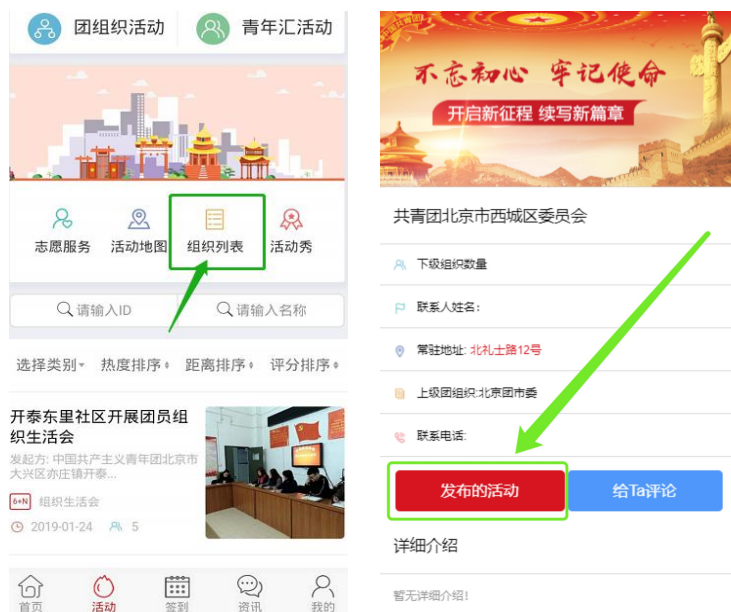 团组织活动
青年汇活动
志愿服务
活动地图
组织列表
活动秀
请输入ID
请输入名称
选择类别
热度排序
距离排序
评分排序
开泰东里社区开展团员组
织生活会
发起方: 中国共产主义青年团北京市
大兴区亦庄镇开泰...
6+N 组织生活会
2019-01-24 5
首页
活动
签到
资讯
我的
不忘初心 牢记使命
开启新征程 续写新篇章
共青团北京市西城区委员会
下级组织数量
联系人姓名:
常驻地址: 北礼士路12号
上级团组织:北京团市委
联系电话:
发布的活动
给Ta评论
详细介绍
暂无详细介绍!